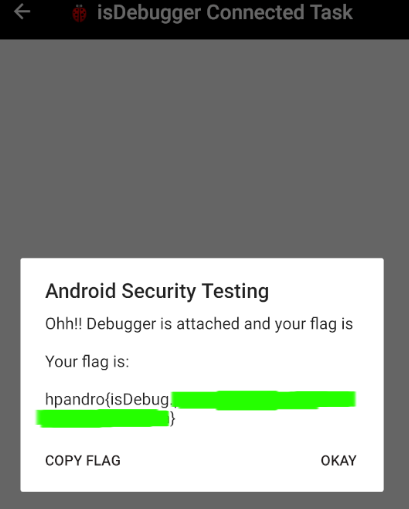 isDebugger Connected Task
Android Security Testing
Ohh!! Debugger is attached and your flag is
Your flag is:
hpandro{isDebug.
}
COPY FLAG
OKAY